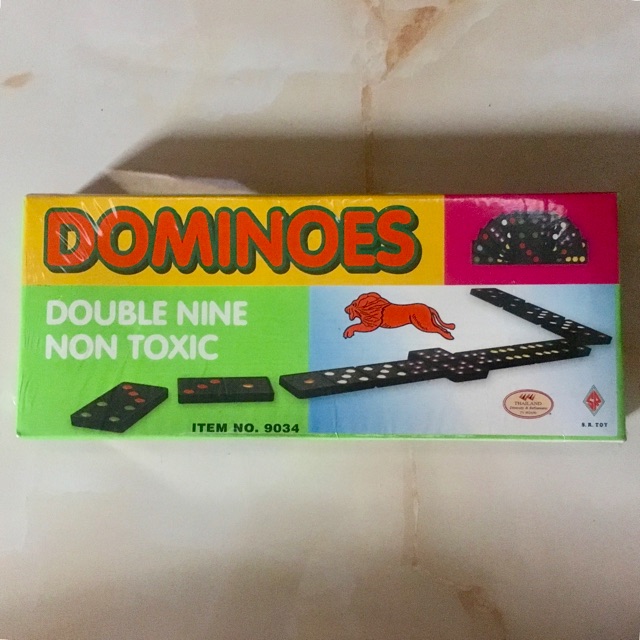 DOMINOES
DOUBLE NINE
NON TOXIC
ITEM NO. 9034
THAILAND
S.R. TOY